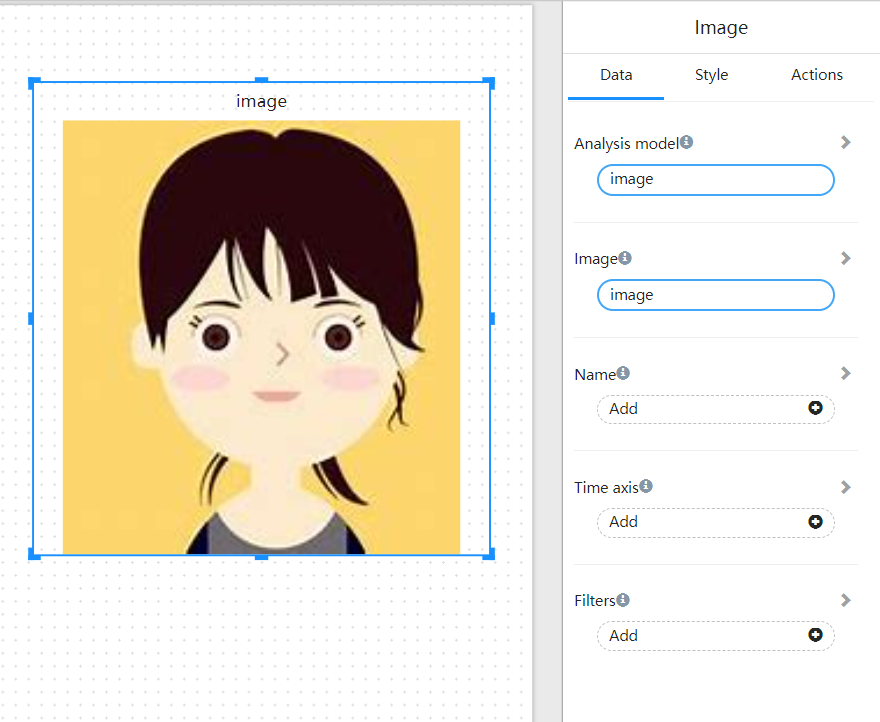 image
Image
Data Style Actions
Analysis model
image
Image
image
Name
Add
Time axis
Add
Filters
Add